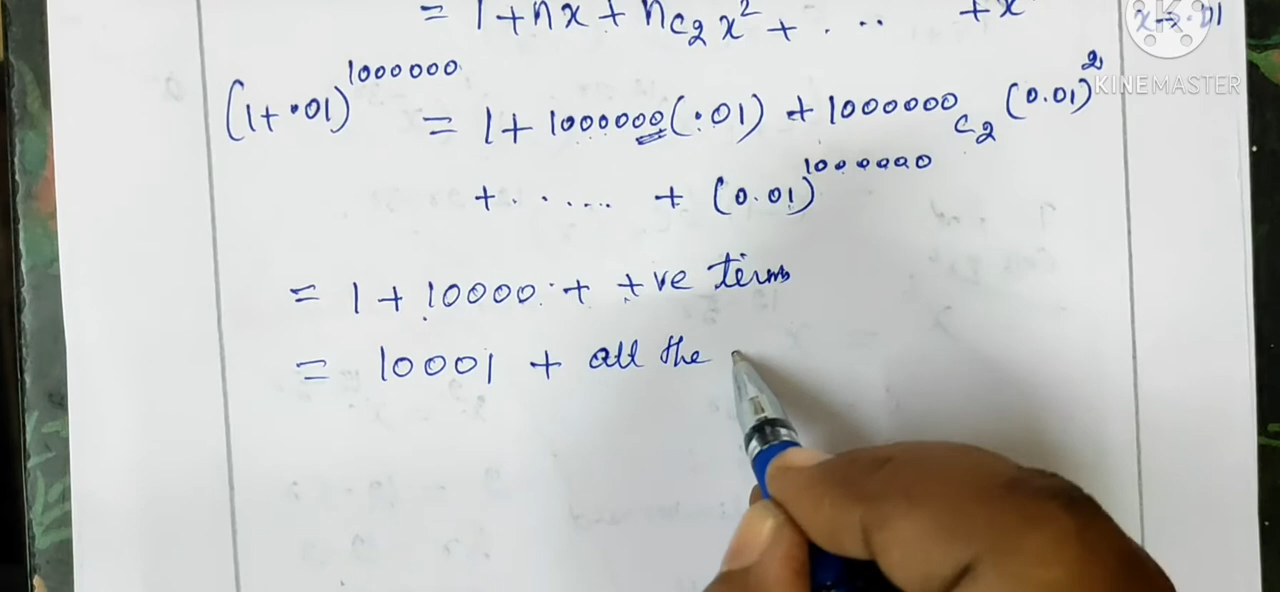 = 1 + nx + nc₂ x² + . .. + x
x → .01
KINEMASTER
(1+.01)^1000000 = 1 + 1000000(.01) + 1000000c₂ (0.01)²
+ ...... + (0.01)^1000000
= 1 + 10000 + +ve terms
= 10001 + all the